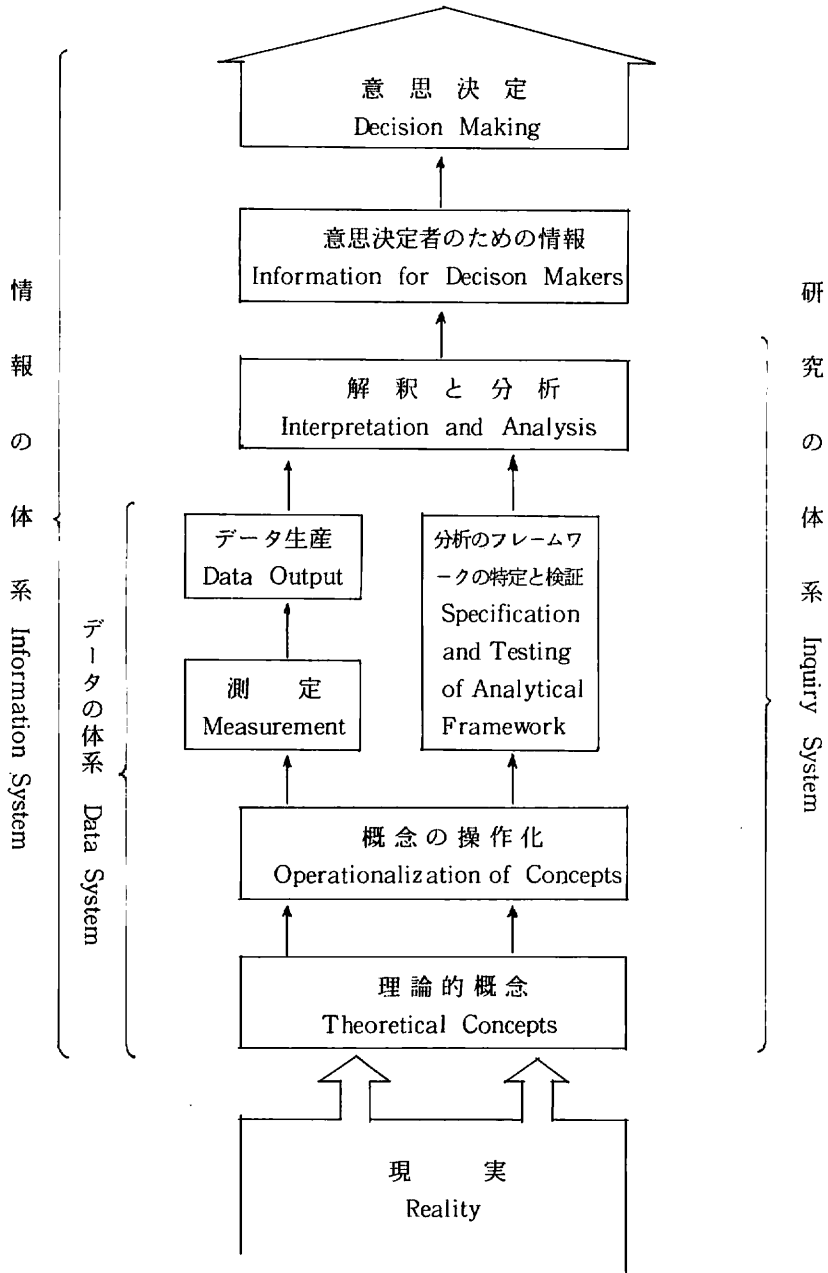 意思決定
Decision Making
意思決定者のための情報
Information for Decison Makers
解釈と分析
Interpretation and Analysis
データ生産
Data Output
分析のフレームワ
ークの特定と検証
Specification
and Testing
of Analytical
Framework
測定
Measurement
概念の操作化
Operationalization of Concepts
理論的概念
Theoretical Concepts
現実
Reality
情報の体系 Information System
データの体系 Data System
研究の体系 Inquiry System